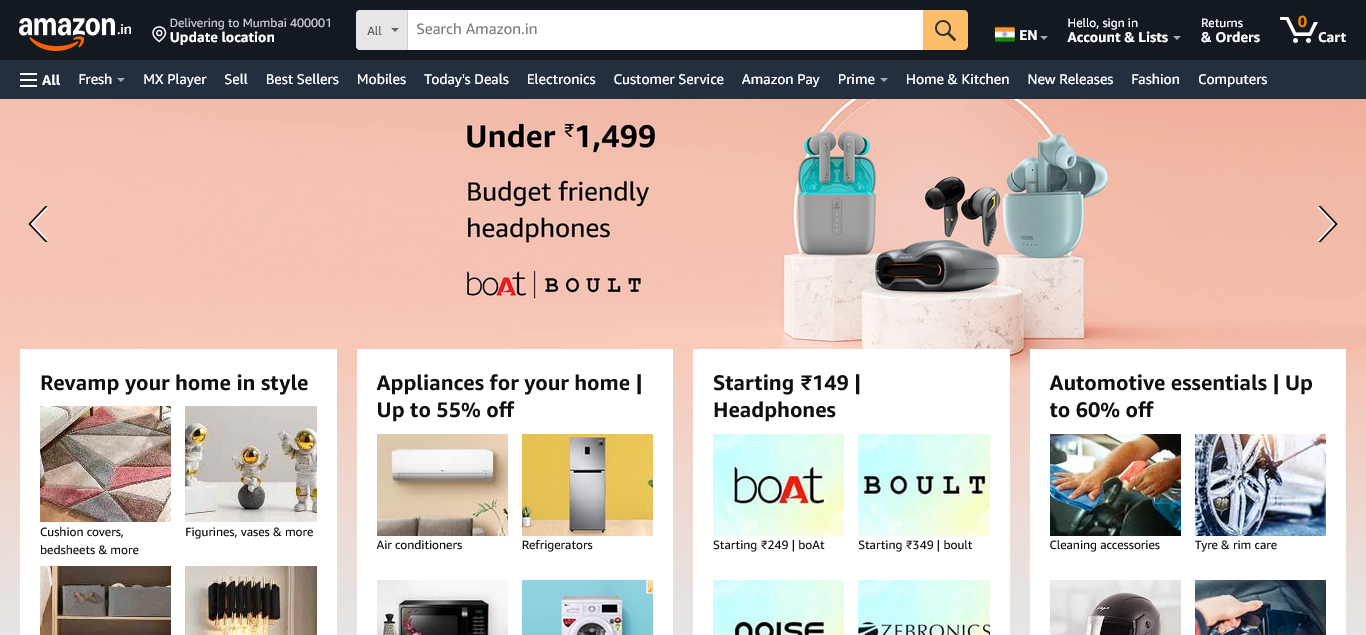 amazon.in
Delivering to Mumbai 400001
Update location
All
Search Amazon.in
EN
Hello, sign in
Account & Lists
Returns
& Orders
0
Cart
All
Fresh
MX Player
Sell
Best Sellers
Mobiles
Today's Deals
Electronics
Customer Service
Amazon Pay
Prime
Home & Kitchen
New Releases
Fashion
Computers
Under ₹1,499
Budget friendly
headphones
boAt | BOULT
Revamp your home in style
Cushion covers,
bedsheets & more
Figurines, vases & more
Appliances for your home |
Up to 55% off
Air conditioners
Refrigerators
Starting ₹149 |
Headphones
boAt
BOULT
Starting ₹249 | boAt
Starting ₹349 | boult
noise
ZEBRONICS
Automotive essentials | Up
to 60% off
Cleaning accessories
Tyre & rim care